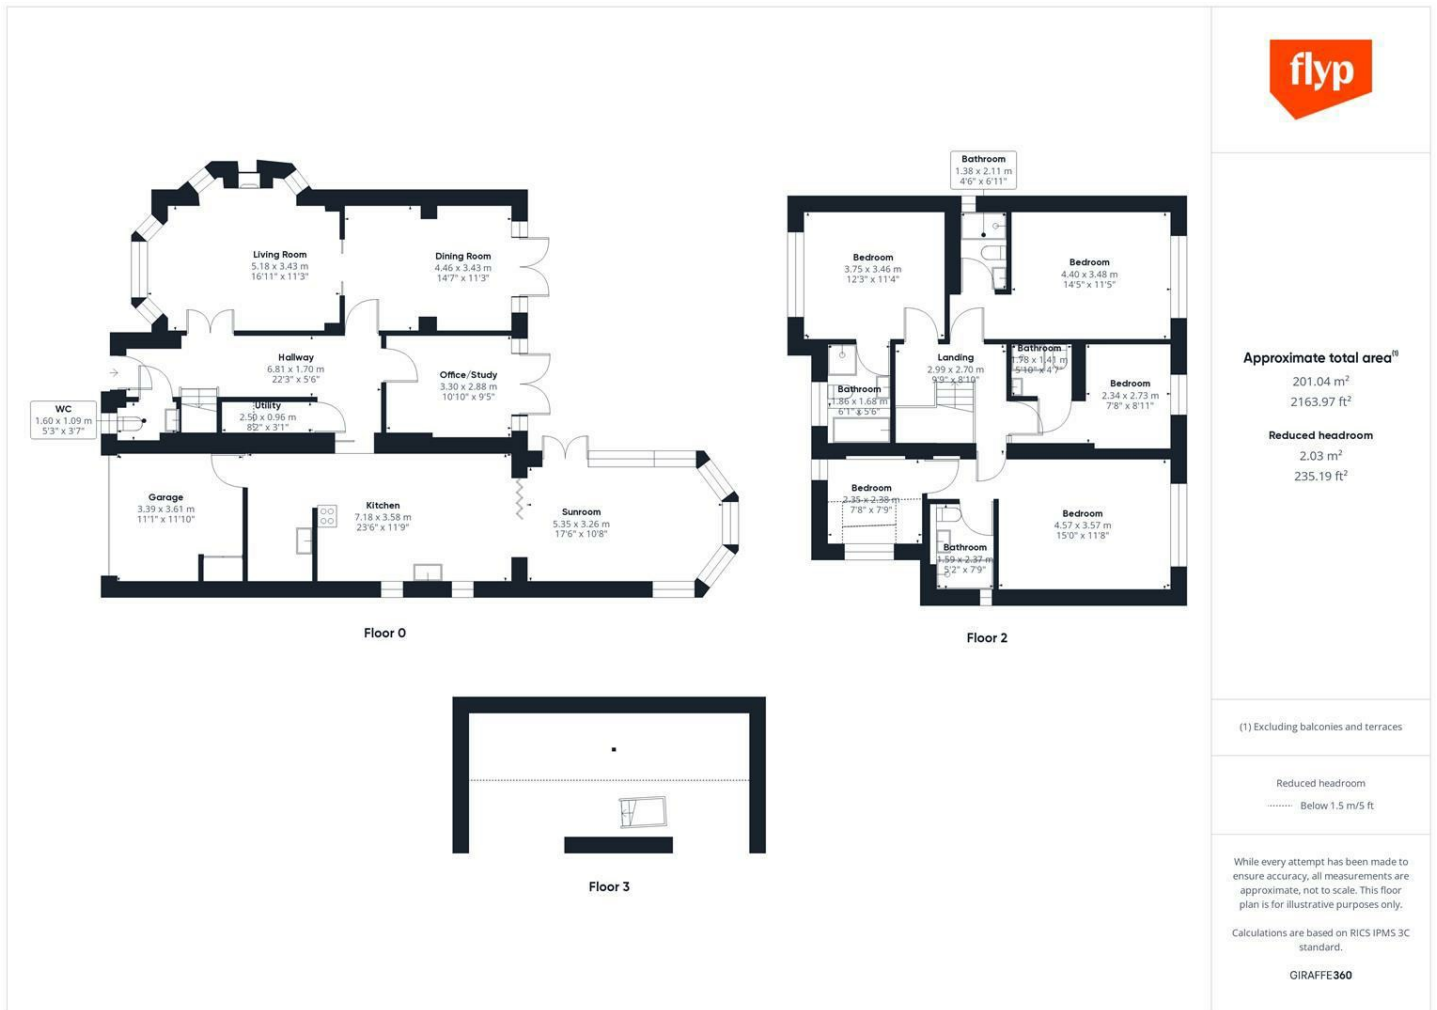 flyp
Living Room
5.18 x 3.43 m
16'11" x 11'3"
Dining Room
4.46 x 3.43 m
14'7" x 11'3"
Hallway
6.81 x 1.70 m
22'3" x 5'6"
Office/Study
3.30 x 2.88 m
10'10" x 9'5"
WC
1.60 x 1.09 m
5'3" x 3'7"
Utility
2.50 x 0.96 m
8'2" x 3'1"
Garage
3.39 x 3.61 m
11'1" x 11'10"
Kitchen
7.18 x 3.58 m
23'6" x 11'9"
Sunroom
5.35 x 3.26 m
17'6" x 10'8"
Floor 0
Bathroom
1.38 x 2.11 m
4'6" x 6'11"
Bedroom
3.75 x 3.46 m
12'3" x 11'4"
Bedroom
4.40 x 3.48 m
14'5" x 11'5"
Landing
2.99 x 2.70 m
9'9" x 8'10"
Bathroom
1.78 x 1.41 m
5'10" x 4'7"
Bathroom
1.86 x 1.68 m
6'1" x 5'6"
Bedroom
2.34 x 2.73 m
7'8" x 8'11"
Bedroom
2.35 x 2.38 m
7'8" x 7'9"
Bathroom
1.59 x 2.37 m
5'2" x 7'9"
Bedroom
4.57 x 3.57 m
15'0" x 11'8"
Floor 2
Floor 3
Approximate total area(1)
201.04 m²
2163.97 ft²
Reduced headroom
2.03 m²
235.19 ft²
(1) Excluding balconies and terraces
Reduced headroom
Below 1.5 m/5 ft
While every attempt has been made to
ensure accuracy, all measurements are
approximate, not to scale. This floor
plan is for illustrative purposes only.
Calculations are based on RICS IPMS 3C
standard.
GIRAFFE360